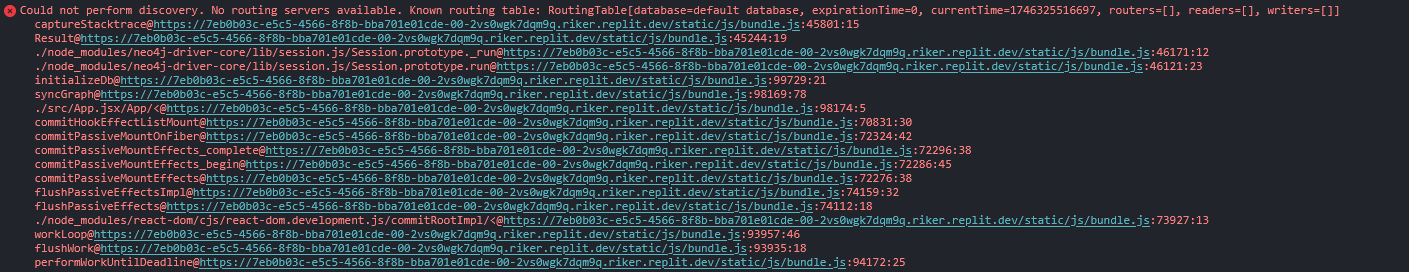 Could not perform discovery. No routing servers available. Known routing table: RoutingTable[database=default database, expirationTime=0, currentTime=1746325516697, routers=[], readers=[], writers=[]]
captureStacktrace@https://7eb0b03c-e5c5-4566-8f8b-bba701e01cde-00-2vs0wgk7dqm9q.riker.replit.dev/static/js/bundle.js:45801:15
Result@https://7eb0b03c-e5c5-4566-8f8b-bba701e01cde-00-2vs0wgk7dqm9q.riker.replit.dev/static/js/bundle.js:45244:19
./node_modules/neo4j-driver-core/lib/session.js/Session.prototype._run@https://7eb0b03c-e5c5-4566-8f8b-bba701e01cde-00-2vs0wgk7dqm9q.riker.replit.dev/static/js/bundle.js:46171:12
./node_modules/neo4j-driver-core/lib/session.js/Session.prototype.run@https://7eb0b03c-e5c5-4566-8f8b-bba701e01cde-00-2vs0wgk7dqm9q.riker.replit.dev/static/js/bundle.js:46121:23
initializeDb@https://7eb0b03c-e5c5-4566-8f8b-bba701e01cde-00-2vs0wgk7dqm9q.riker.replit.dev/static/js/bundle.js:99729:21
syncGraph@https://7eb0b03c-e5c5-4566-8f8b-bba701e01cde-00-2vs0wgk7dqm9q.riker.replit.dev/static/js/bundle.js:98169:78
./src/App.jsx/App/<@https://7eb0b03c-e5c5-4566-8f8b-bba701e01cde-00-2vs0wgk7dqm9q.riker.replit.dev/static/js/bundle.js:98174:5
commitHookEffectListMount@https://7eb0b03c-e5c5-4566-8f8b-bba701e01cde-00-2vs0wgk7dqm9q.riker.replit.dev/static/js/bundle.js:70831:30
commitPassiveMountOnFiber@https://7eb0b03c-e5c5-4566-8f8b-bba701e01cde-00-2vs0wgk7dqm9q.riker.replit.dev/static/js/bundle.js:72324:42
commitPassiveMountEffects_complete@https://7eb0b03c-e5c5-4566-8f8b-bba701e01cde-00-2vs0wgk7dqm9q.riker.replit.dev/static/js/bundle.js:72296:38
commitPassiveMountEffects_begin@https://7eb0b03c-e5c5-4566-8f8b-bba701e01cde-00-2vs0wgk7dqm9q.riker.replit.dev/static/js/bundle.js:72286:45
commitPassiveMountEffects@https://7eb0b03c-e5c5-4566-8f8b-bba701e01cde-00-2vs0wgk7dqm9q.riker.replit.dev/static/js/bundle.js:72276:38
flushPassiveEffectsImpl@https://7eb0b03c-e5c5-4566-8f8b-bba701e01cde-00-2vs0wgk7dqm9q.riker.replit.dev/static/js/bundle.js:74159:32
flushPassiveEffects@https://7eb0b03c-e5c5-4566-8f8b-bba701e01cde-00-2vs0wgk7dqm9q.riker.replit.dev/static/js/bundle.js:74112:18
./node_modules/react-dom/cjs/react-dom.development.js/commitRootImpl/<@https://7eb0b03c-e5c5-4566-8f8b-bba701e01cde-00-2vs0wgk7dqm9q.riker.replit.dev/static/js/bundle.js:73927:13
workLoop@https://7eb0b03c-e5c5-4566-8f8b-bba701e01cde-00-2vs0wgk7dqm9q.riker.replit.dev/static/js/bundle.js:93957:46
flushWork@https://7eb0b03c-e5c5-4566-8f8b-bba701e01cde-00-2vs0wgk7dqm9q.riker.replit.dev/static/js/bundle.js:93935:18
performWorkUntilDeadline@https://7eb0b03c-e5c5-4566-8f8b-bba701e01cde-00-2vs0wgk7dqm9q.riker.replit.dev/static/js/bundle.js:94172:25